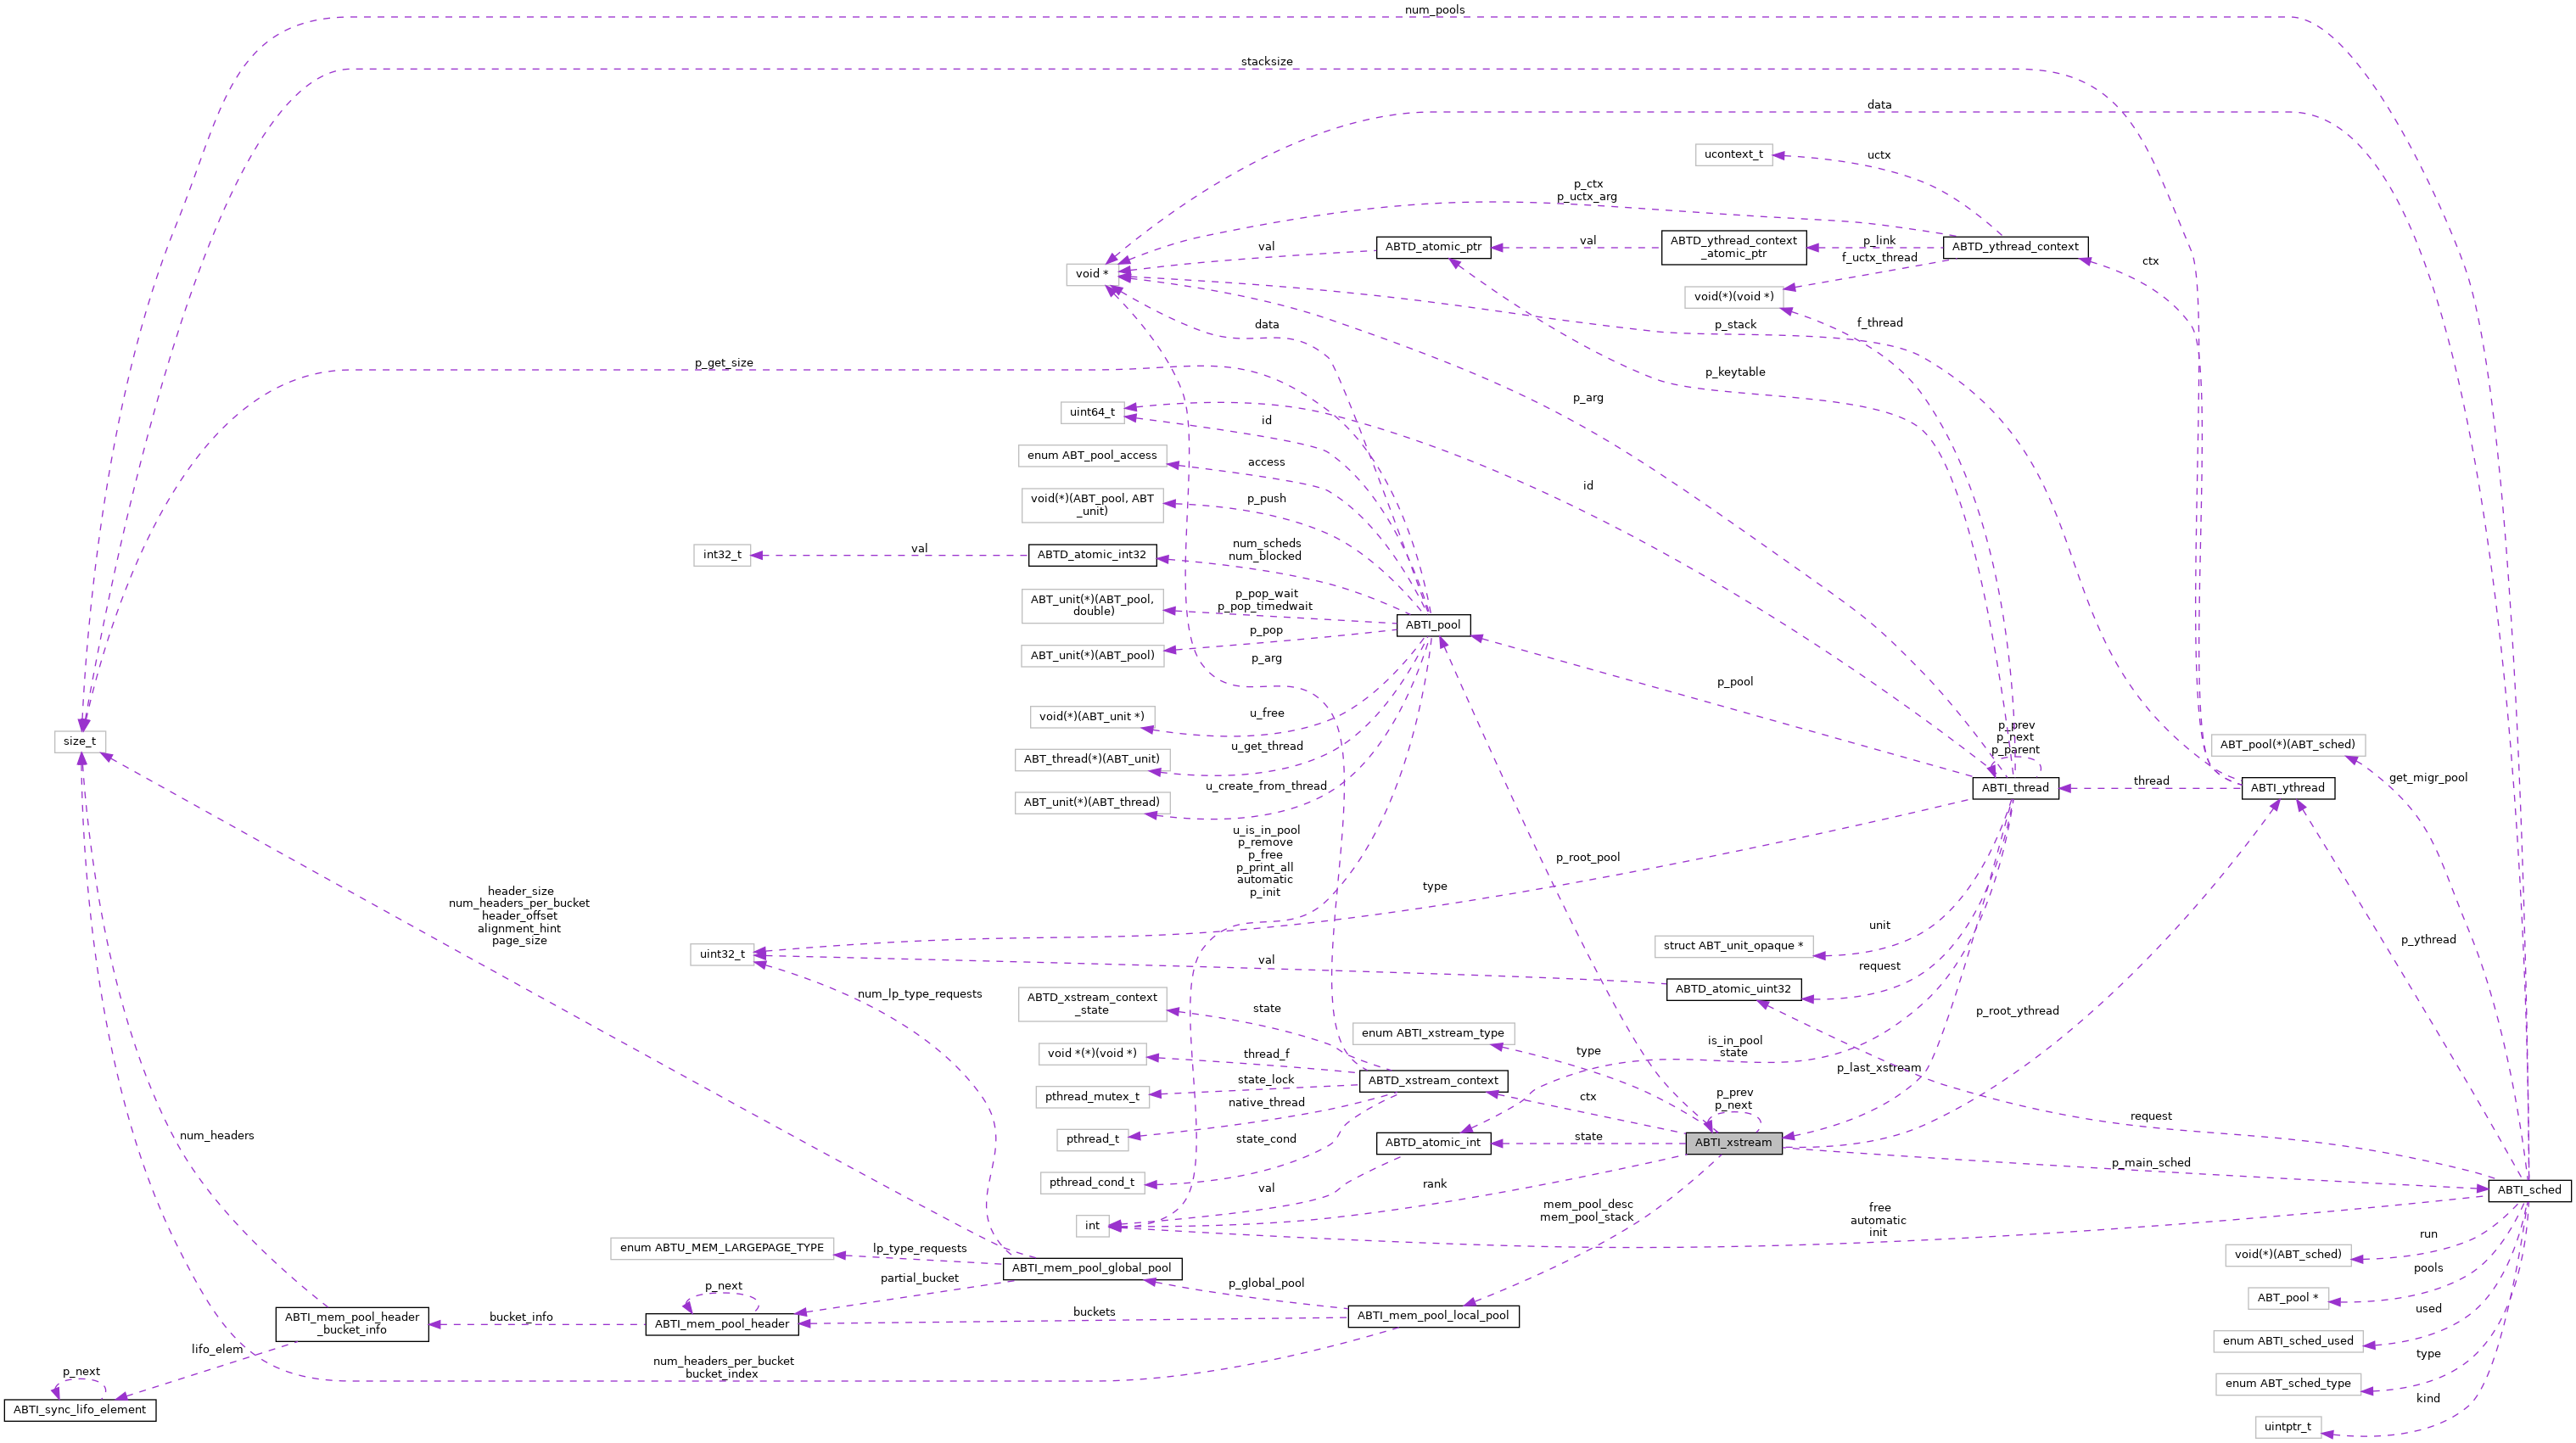 num_pools
stacksize
data
ucontext_t
uctx
p_ctx
p_uctx_arg
void *
val
ABTD_atomic_ptr
val
ABTD_ythread_context
_atomic_ptr
p_link
ABTD_ythread_context
f_uctx_thread
ctx
void(*)(void *)
data
p_stack
f_thread
p_get_size
p_keytable
p_arg
uint64_t
id
enum ABT_pool_access
access
id
void(*)(ABT_pool, ABT
_unit)
p_push
int32_t
val
ABTD_atomic_int32
num_scheds
num_blocked
ABT_unit(*)(ABT_pool,
double)
p_pop_wait
p_pop_timedwait
ABTI_pool
ABT_unit(*)(ABT_pool)
p_pop
p_arg
p_pool
void(*)(ABT_unit *)
u_free
size_t
ABT_thread(*)(ABT_unit)
u_get_thread
p_prev
p_next
p_parent
ABT_pool(*)(ABT_sched)
get_migr_pool
ABTI_thread
thread
ABTI_ythread
ABT_unit(*)(ABT_thread)
u_create_from_thread
u_is_in_pool
p_remove
p_free
p_print_all
automatic
p_init
p_root_pool
type
header_size
num_headers_per_bucket
header_offset
alignment_hint
page_size
uint32_t
val
struct ABT_unit_opaque *
unit
p_ythread
request
ABTD_atomic_uint32
num_lp_type_requests
ABTD_xstream_context
_state
state
p_root_ythread
enum ABTI_xstream_type
type
is_in_pool
state
void *(*)(void *)
thread_f
ABTD_xstream_context
p_last_xstream
pthread_mutex_t
state_lock
native_thread
ctx
p_prev
p_next
request
num_headers
pthread_t
state_cond
ABTD_atomic_int
state
ABTI_xstream
p_main_sched
pthread_cond_t
val
rank
ABTI_sched
int
mem_pool_desc
mem_pool_stack
free
automatic
init
void(*)(ABT_sched)
run
enum ABTU_MEM_LARGEPAGE_TYPE
lp_type_requests
ABTI_mem_pool_global_pool
p_next
partial_bucket
p_global_pool
ABT_pool *
pools
ABTI_mem_pool_header
_bucket_info
bucket_info
ABTI_mem_pool_header
buckets
ABTI_mem_pool_local_pool
enum ABTI_sched_used
used
lifo_elem
num_headers_per_bucket
bucket_index
p_next
enum ABT_sched_type
type
ABTI_sync_lifo_element
uintptr_t
kind